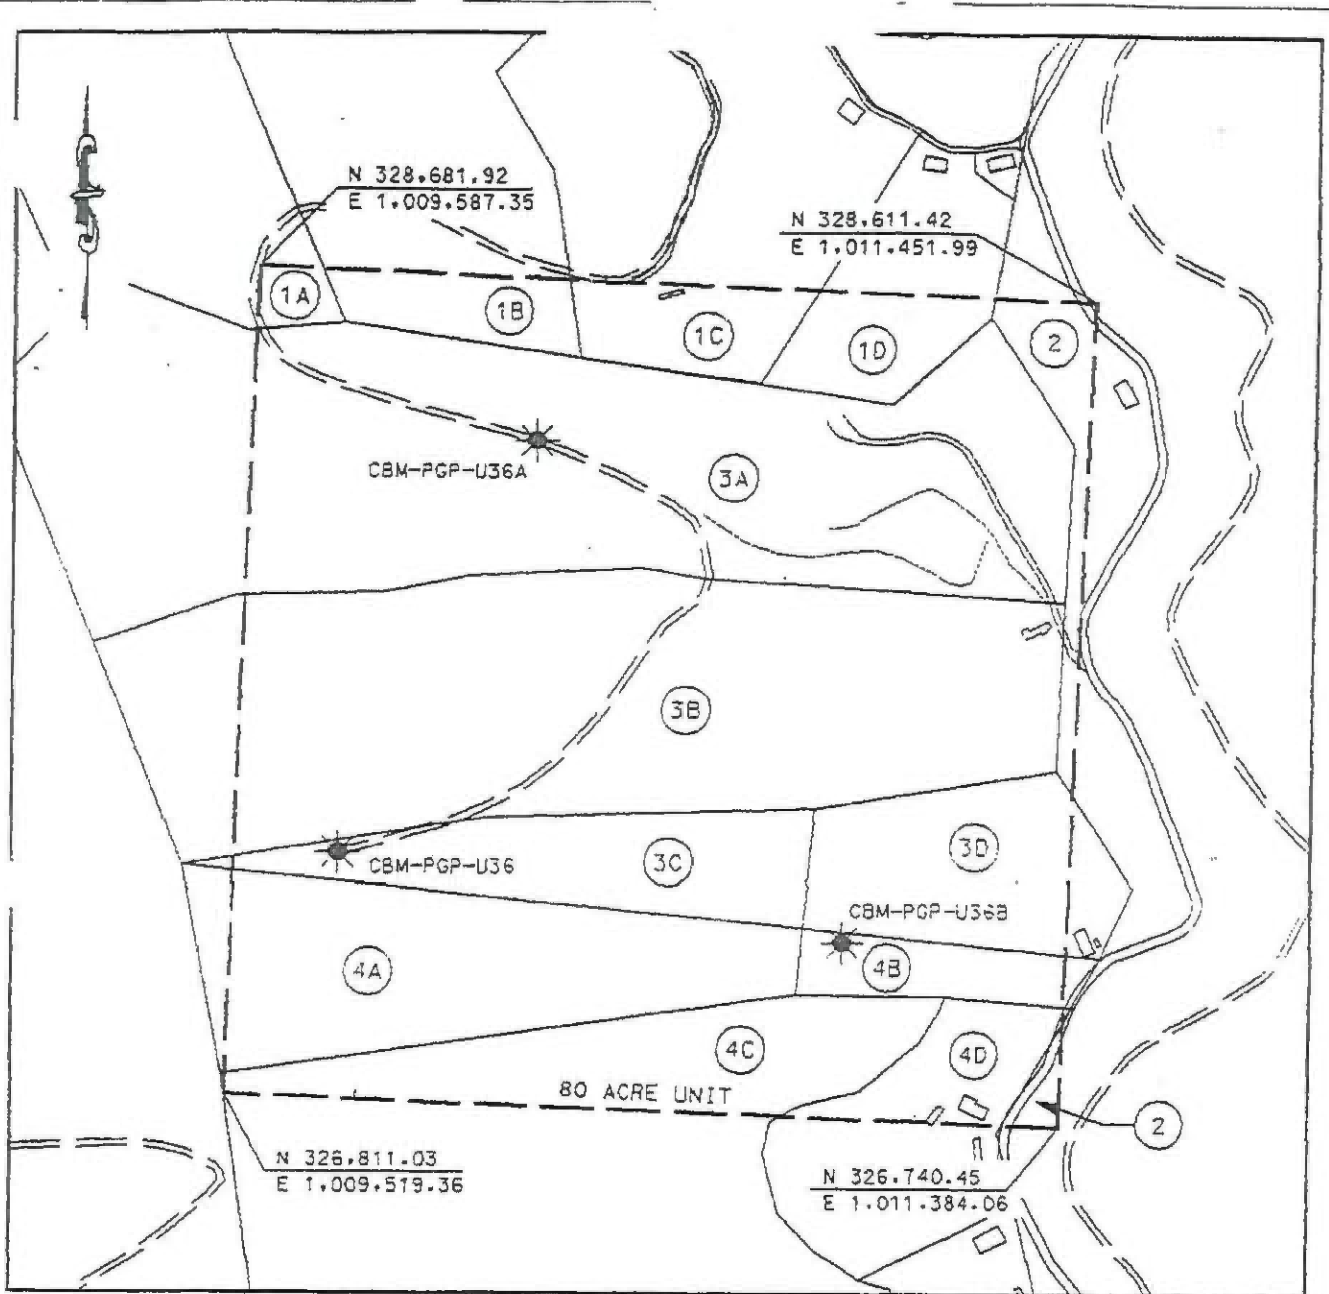 N 328,681.92
E 1,009,587.35
N 328,611.42
E 1,011,451.99
1A
1B
1C
1D
2
CBM-PGP-U36A
3A
3B
CBM-PGP-U36
3C
3D
CBM-PGP-U36B
4A
4B
4C
4D
80 ACRE UNIT
2
N 326,811.03
E 1,009,519.36
N 326,740.45
E 1,011,384.06